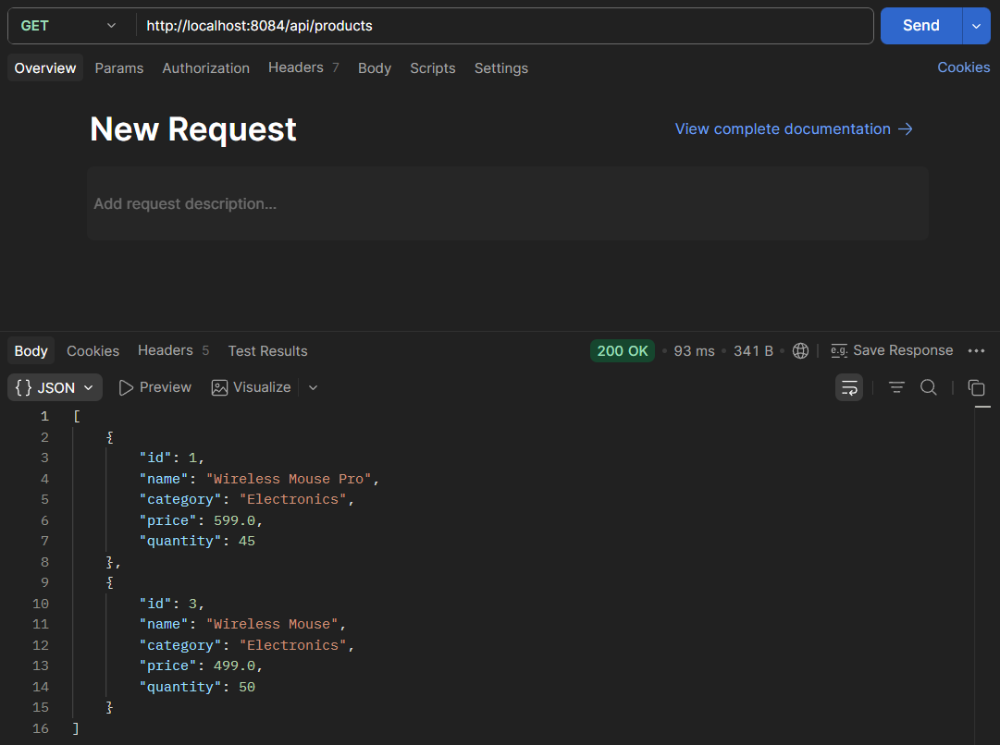 GET http://localhost:8084/api/products Send
Overview Params Authorization Headers 7 Body Scripts Settings Cookies
New Request View complete documentation →
Add request description...
Body Cookies Headers 5 Test Results 200 OK • 93 ms • 341 B • e.g. Save Response
{} JSON Preview Visualize
1 [
2 {
3 "id": 1,
4 "name": "Wireless Mouse Pro",
5 "category": "Electronics",
6 "price": 599.0,
7 "quantity": 45
8 },
9 {
10 "id": 3,
11 "name": "Wireless Mouse",
12 "category": "Electronics",
13 "price": 499.0,
14 "quantity": 50
15 }
16 ]